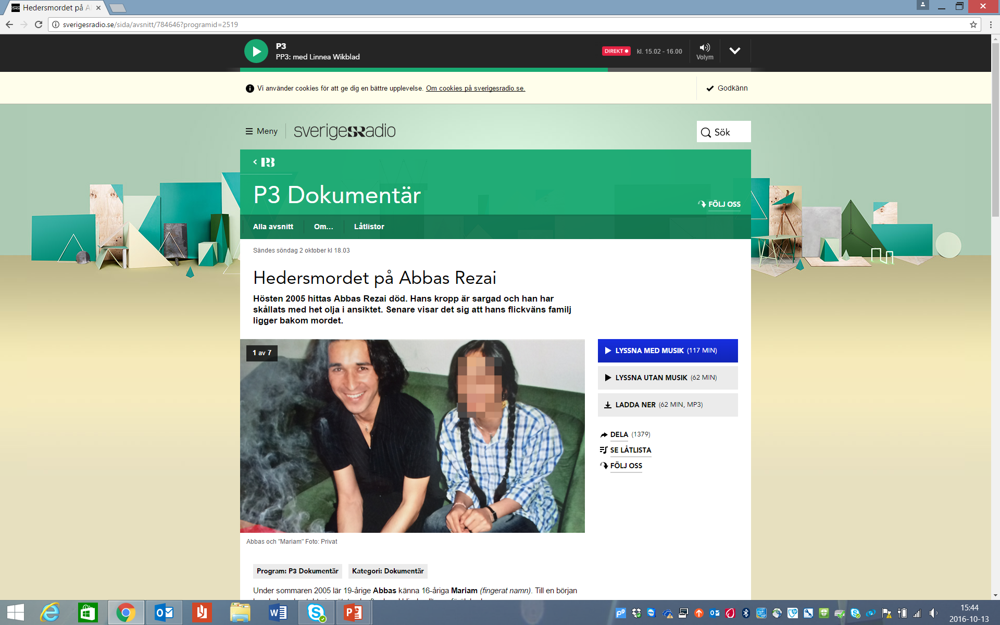 Hedersmordet på A
sverigesradio.se/sida/avsnitt/784646?programid=2519
P3
PP3: med Linnea Wikblad
DIREKT
kl. 15.02 - 16.00
Volym
Vi använder cookies för att ge dig en bättre upplevelse. Om cookies på sverigesradio.se.
Godkänn
Meny
sverigesRadio
Sök
< P3
P3 Dokumentär
FÖLJ OSS
Alla avsnitt
Om...
Låtlistor
Sändes söndag 2 oktober kl 18.03
Hedersmordet på Abbas Rezai
Hösten 2005 hittas Abbas Rezai död. Hans kropp är sargad och han har
skållats med het olja i ansiktet. Senare visar det sig att hans flickväns familj
ligger bakom mordet.
1 av 7
LYSSNA MED MUSIK (117 MIN)
LYSSNA UTAN MUSIK (62 MIN)
LADDA NER (62 MIN, MP3)
DELA (1379)
SE LÅTLISTA
FÖLJ OSS
Abbas och "Mariam" Foto: Privat
Program: P3 Dokumentär
Kategori: Dokumentär
Under sommaren 2005 lär 19-årige Abbas känna 16-åriga Mariam (fingerat namn). Till en början
15:44
2016-10-13